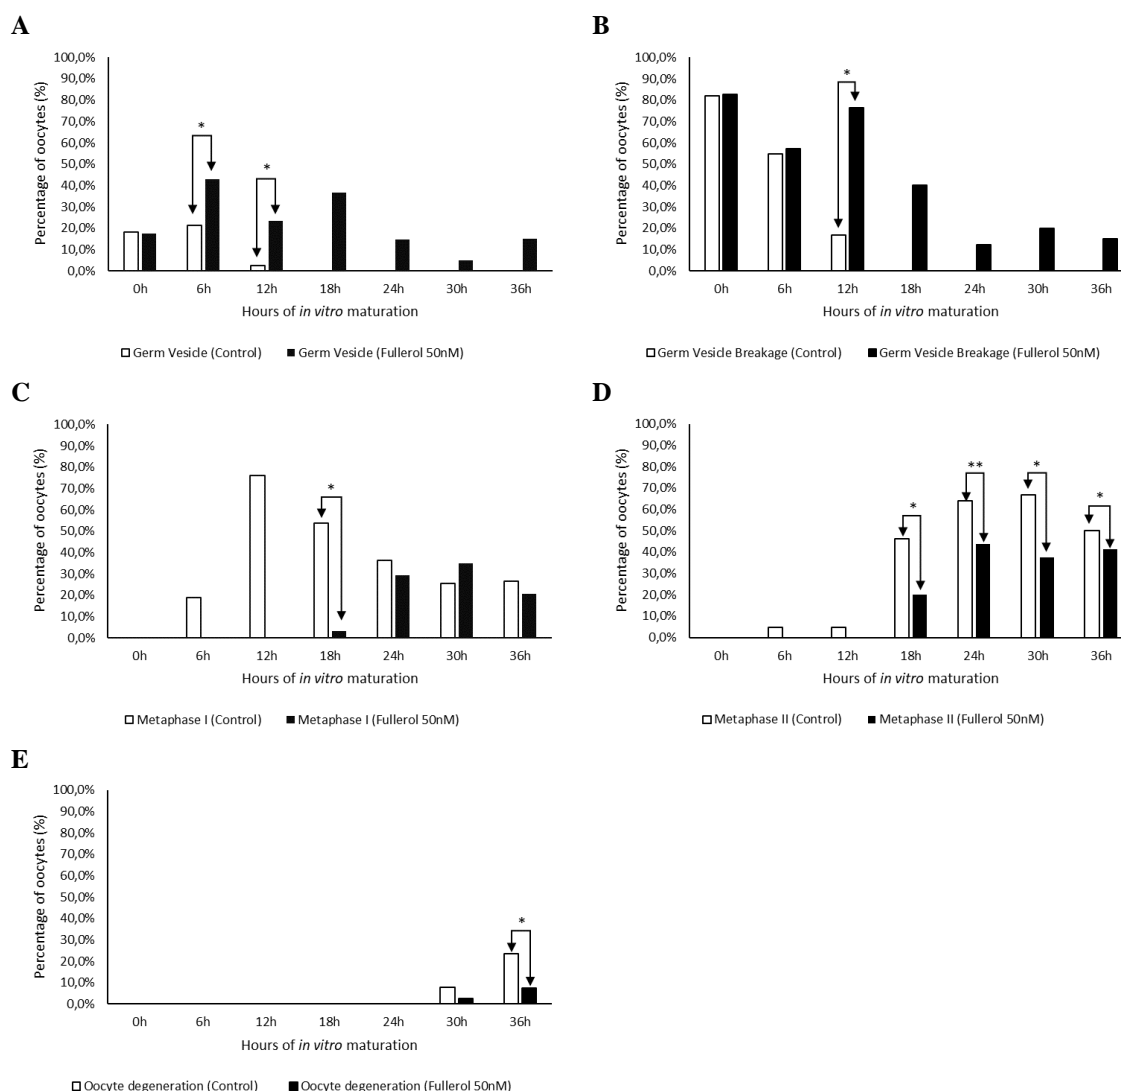 A
Percentage of oocytes (%)
100,0%
90,0%
80,0%
70,0%
60,0%
50,0%
40,0%
30,0%
20,0%
10,0%
0,0%
*
*
0h 6h 12h 18h 24h 30h 36h
Hours of in vitro maturation
Germ Vesicle (Control) Germ Vesicle (Fullerol 50nM)
B
Percentage of oocytes (%)
100,0%
90,0%
80,0%
70,0%
60,0%
50,0%
40,0%
30,0%
20,0%
10,0%
0,0%
*
0h 6h 12h 18h 24h 30h 36h
Hours of in vitro maturation
Germ Vesicle Breakage (Control) Germ Vesicle Breakage (Fullerol 50nM)
C
Percentage of oocytes (%)
100,0%
90,0%
80,0%
70,0%
60,0%
50,0%
40,0%
30,0%
20,0%
10,0%
0,0%
*
0h 6h 12h 18h 24h 30h 36h
Hours of in vitro maturation
Metaphase I (Control) Metaphase I (Fullerol 50nM)
D
Percentage of oocytes (%)
100,0%
90,0%
80,0%
70,0%
60,0%
50,0%
40,0%
30,0%
20,0%
10,0%
0,0%
* ** * *
0h 6h 12h 18h 24h 30h 36h
Hours of in vitro maturation
Metaphase II (Control) Metaphase II (Fullerol 50nM)
E
Percentage of oocytes (%)
100,0%
90,0%
80,0%
70,0%
60,0%
50,0%
40,0%
30,0%
20,0%
10,0%
0,0%
*
0h 6h 12h 18h 24h 30h 36h
Hours of in vitro maturation
Oocyte degeneration (Control) Oocyte degeneration (Fullerol 50nM)